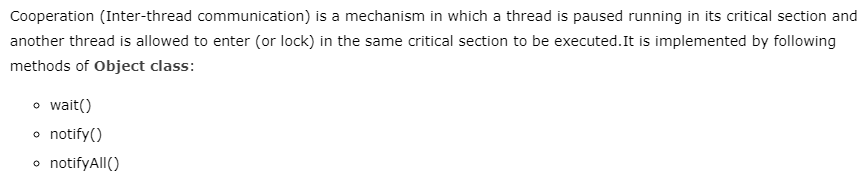 Cooperation (Inter-thread communication) is a mechanism in which a thread is paused running in its critical section and
another thread is allowed to enter (or lock) in the same critical section to be executed.It is implemented by following
methods of Object class:
wait()
notify()
notifyAll()